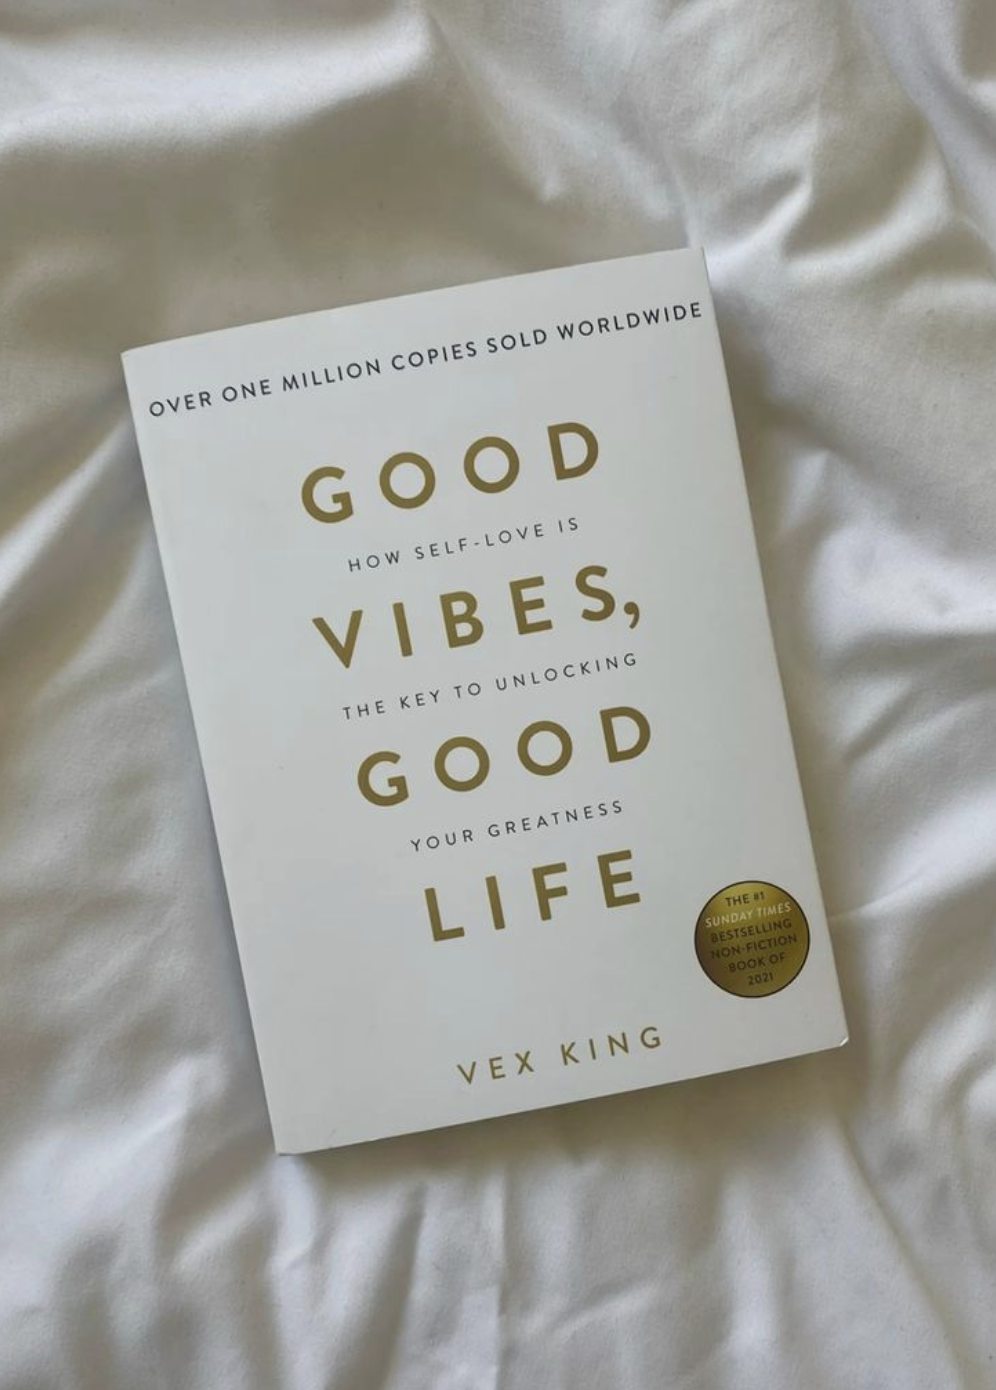 OVER ONE MILLION COPIES SOLD WORLDWIDE
GOOD
HOW SELF-LOVE IS
VIBES,
THE KEY TO UNLOCKING
GOOD
YOUR GREATNESS
LIFE
THE #1
SUNDAY TIMES
BESTSELLING
NON-FICTION
BOOK OF
2021
VEX KING